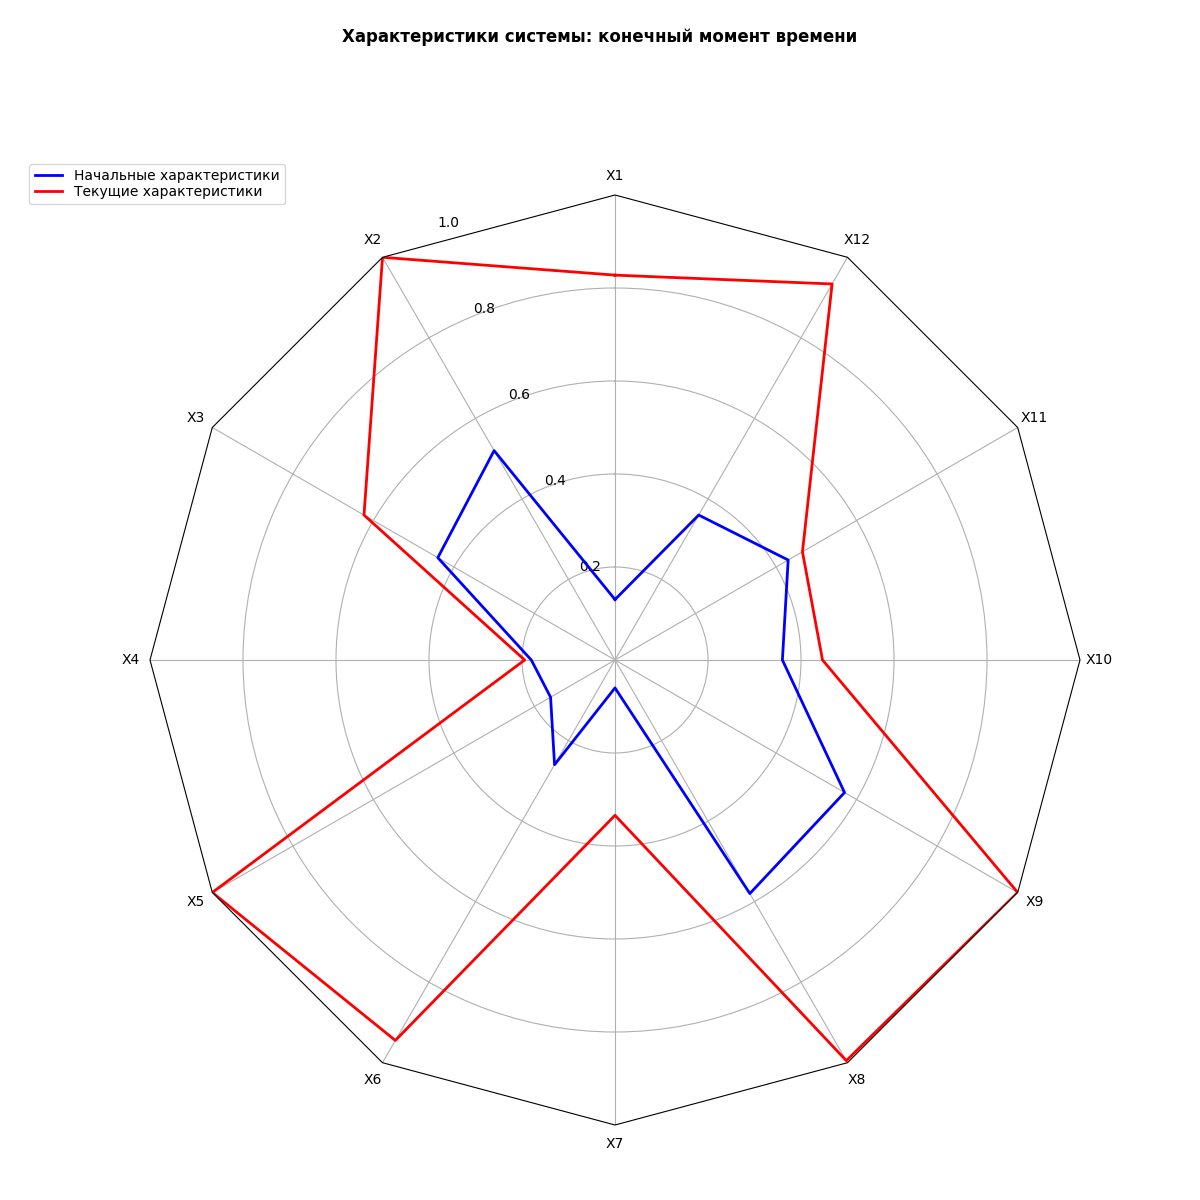 Характеристики системы: конечный момент времени
Начальные характеристики
Текущие характеристики
X1
X2
X3
X4
X5
X6
X7
X8
X9
X10
X11
X12
0.2
0.4
0.6
0.8
1.0